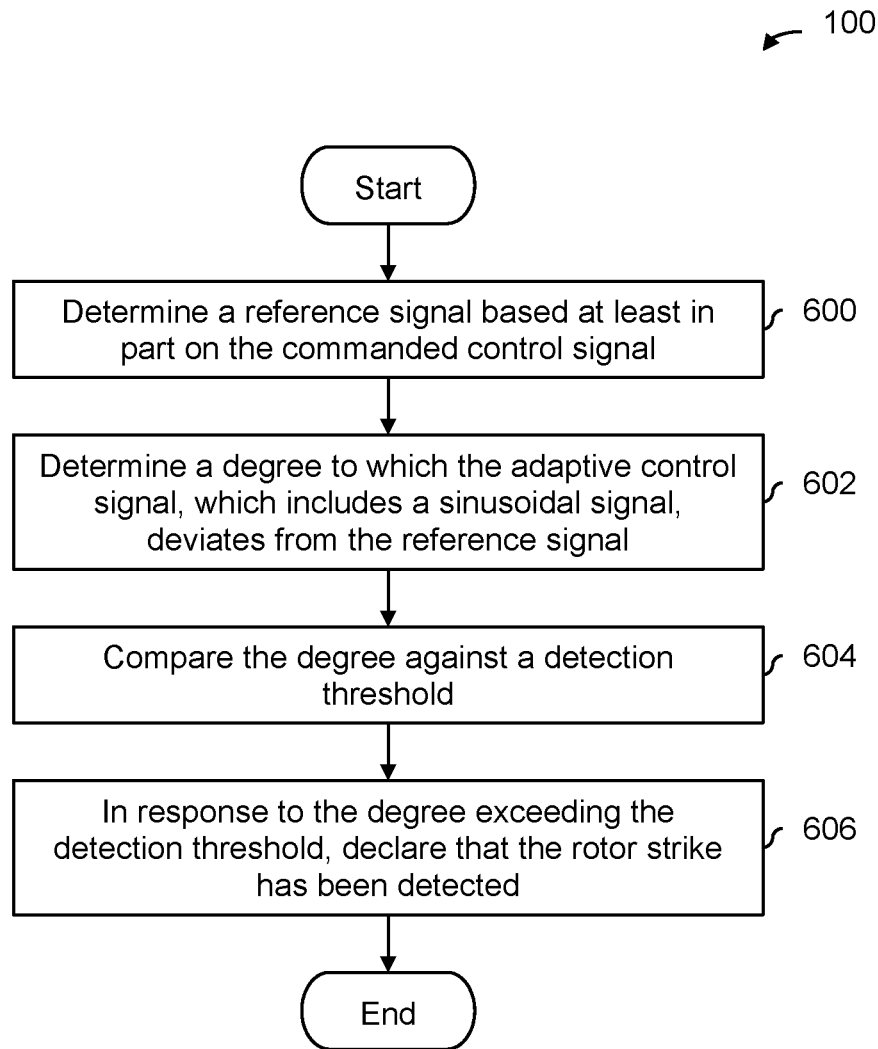 100
Start
Determine a reference signal based at least in
part on the commanded control signal
600
Determine a degree to which the adaptive control
signal, which includes a sinusoidal signal,
deviates from the reference signal
602
Compare the degree against a detection
threshold
604
In response to the degree exceeding the
detection threshold, declare that the rotor strike
has been detected
606
End